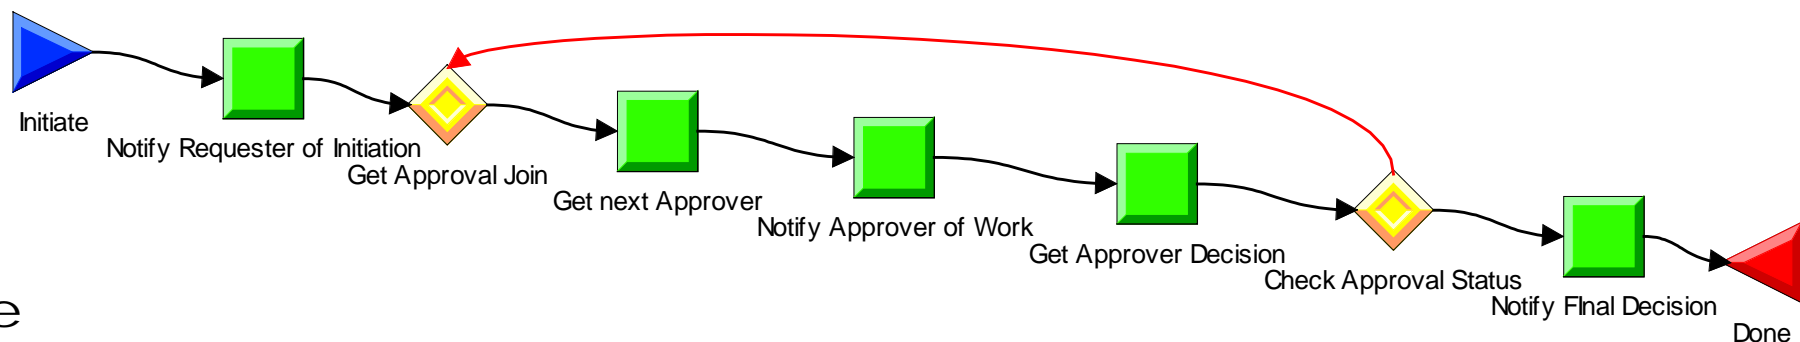 Initiate
Notify Requester of Initiation
Get Approval Join
Get next Approver
Notify Approver of Work
Get Approver Decision
Check Approval Status
Notify FInal Decision
Done
e